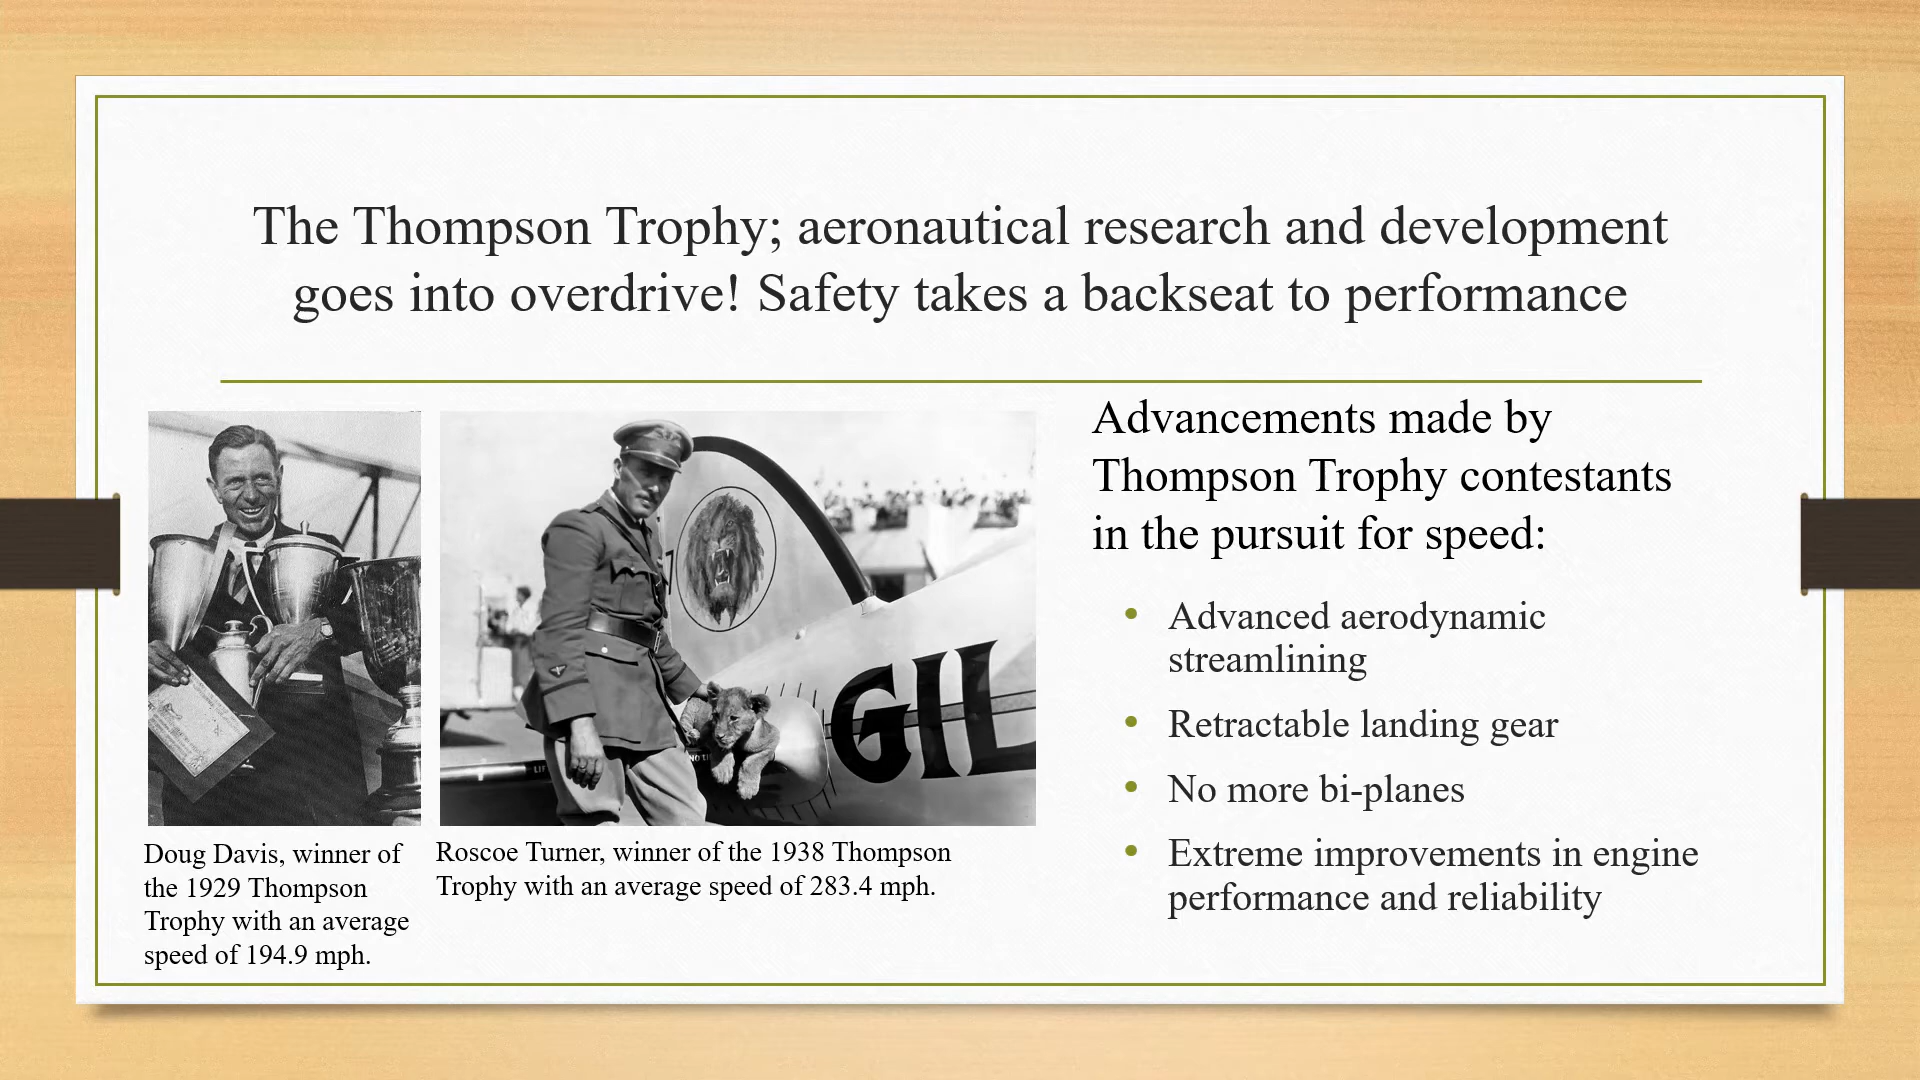 The Thompson Trophy; aeronautical research and development
goes into overdrive! Safety takes a backseat to performance
GIL
Doug Davis, winner of
the 1929 Thompson
Trophy with an average
speed of 194.9 mph.
Roscoe Turner, winner of the 1938 Thompson
Trophy with an average speed of 283.4 mph.
Advancements made by
Thompson Trophy contestants
in the pursuit for speed:
• Advanced aerodynamic
streamlining
• Retractable landing gear
• No more bi-planes
• Extreme improvements in engine
performance and reliability